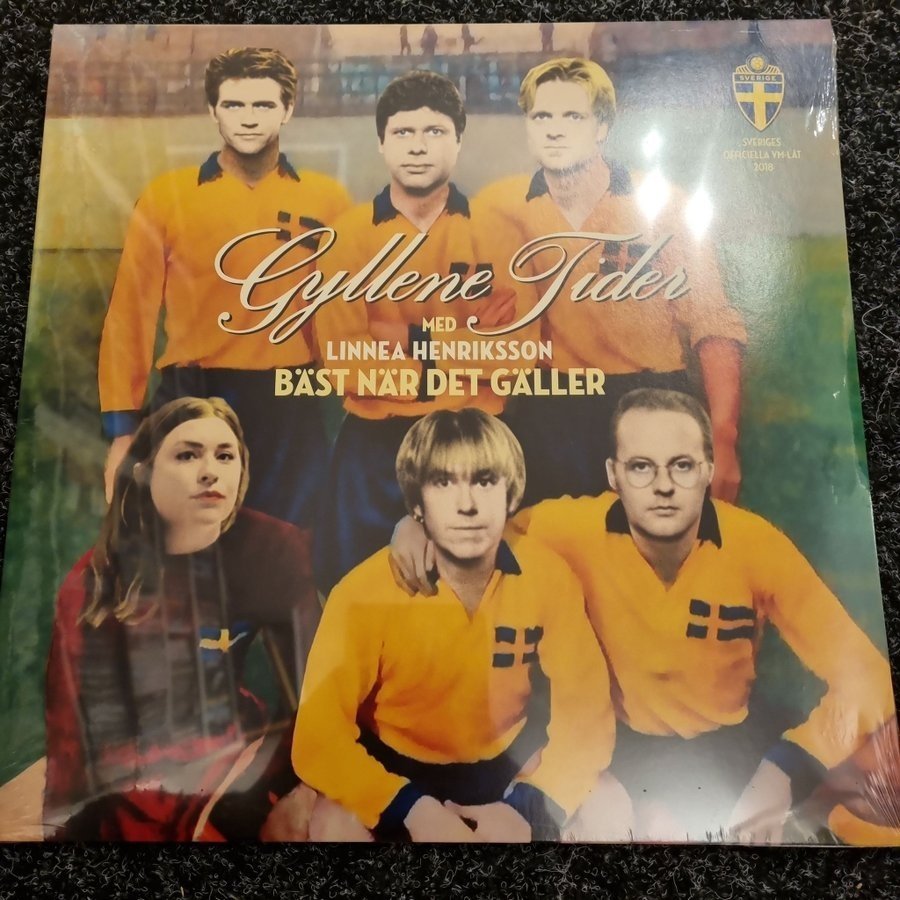 SVERIGE
SVERIGES
OFFICIELLA VM-LÅT
2018
Gyllene Tider
MED
LINNEA HENRIKSSON
BÄST NÄR DET GÄLLER